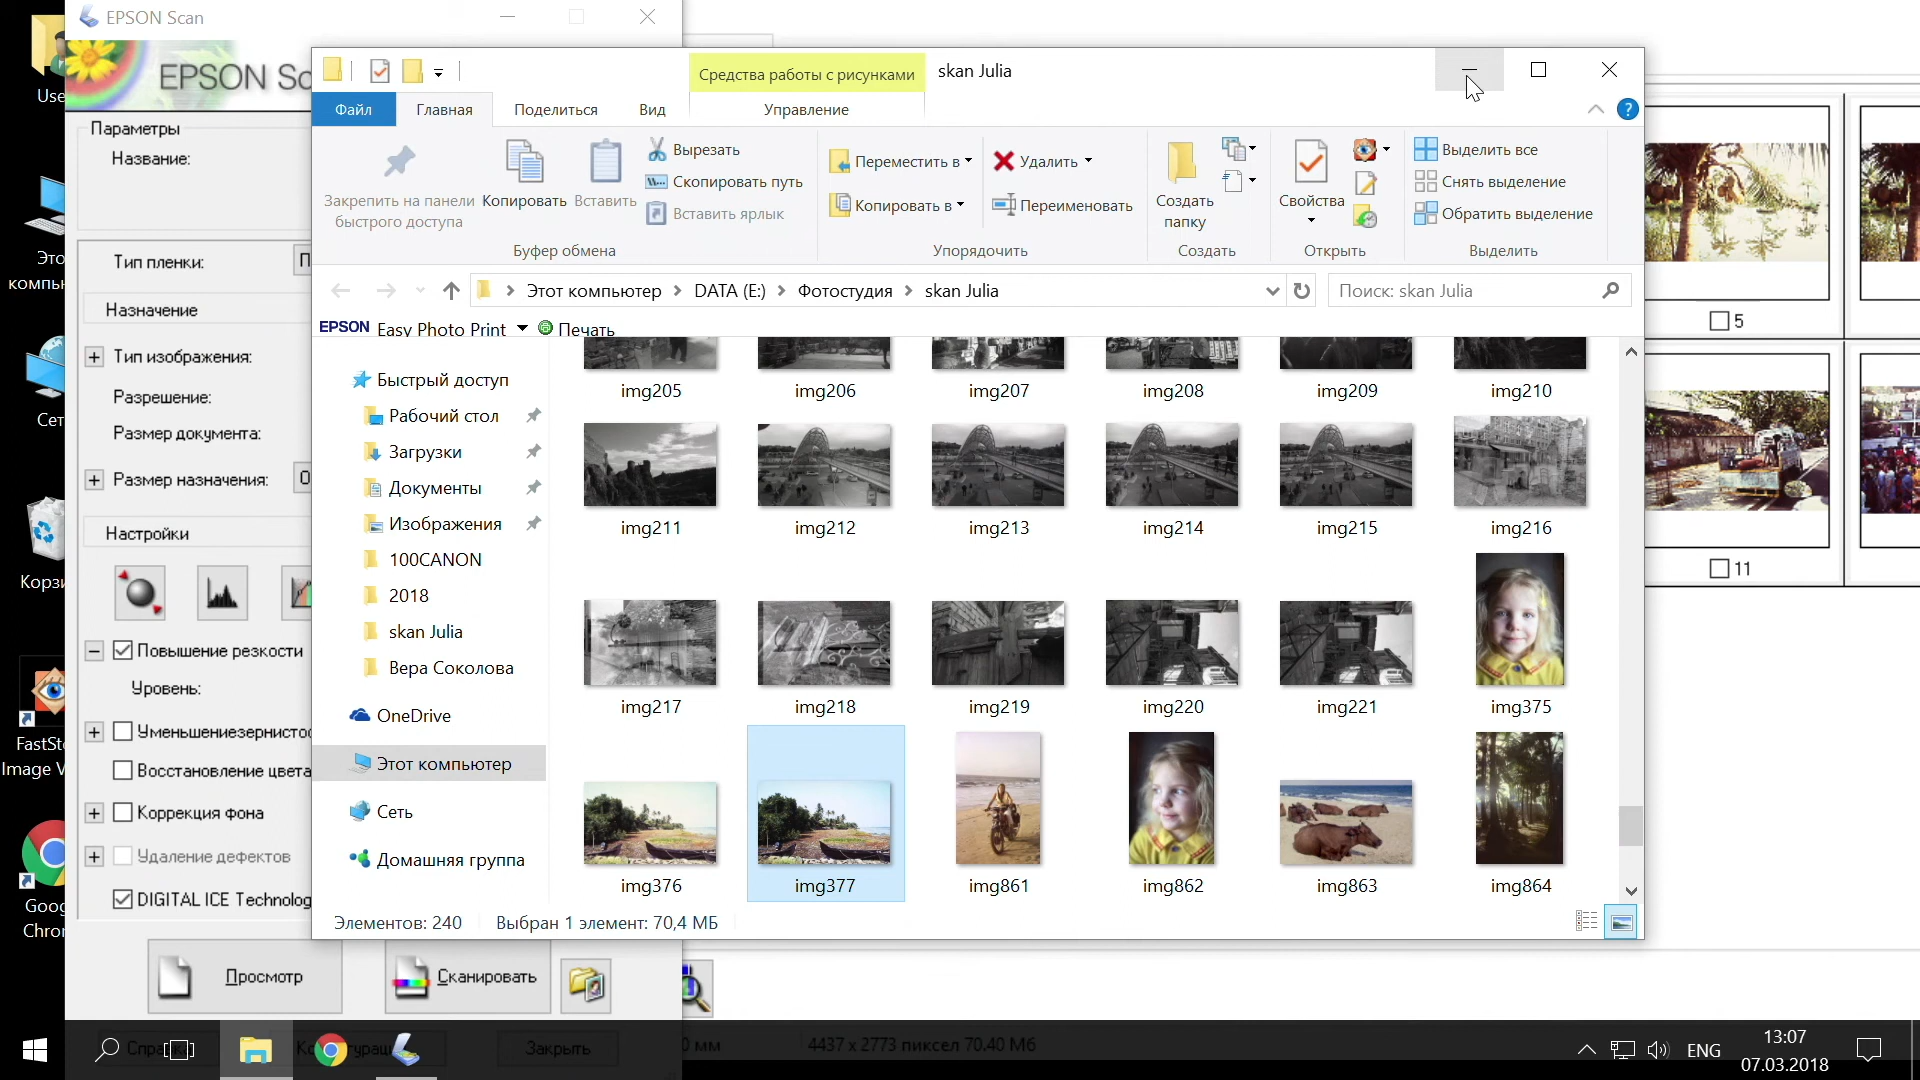 EPSON Scan
EPSON Sc
Use
Параметры
Название:
Это
компы
Тип пленки:
П
Назначение
Тип изображения:
Разрешение:
Сет
Размер документа:
Размер назначения:
О
Настройки
Корзи
Повышение резкости
Уровень:
Уменьшениезернистос
FastSto
Image V
Восстановление цвета
Коррекция фона
Удаление дефектов
DIGITAL ICE Technolog
Goog
Chron
Просмотр
Сканировать
Средства работы с рисунками
skan Julia
Файл
Главная
Поделиться
Вид
Управление
Закрепить на панели
быстрого доступа
Копировать
Вставить
Вырезать
Скопировать путь
Вставить ярлык
Буфер обмена
Переместить в
Копировать в
Удалить
Переименовать
Упорядочить
Создать
папку
Создать
Свойства
Открыть
Выделить все
Снять выделение
Обратить выделение
Выделить
Этот компьютер
DATA (E:)
Фотостудия
skan Julia
Поиск: skan Julia
EPSON Easy Photo Print
Печать
Быстрый доступ
Рабочий стол
Загрузки
Документы
Изображения
100CANON
2018
skan Julia
Вера Соколова
OneDrive
Этот компьютер
Сеть
Домашняя группа
img205 img206 img207 img208 img209 img210
img211 img212 img213 img214 img215 img216
img217 img218 img219 img220 img221 img375
img376 img377 img861 img862 img863 img864
Элементов: 240
Выбран 1 элемент: 70,4 МБ
5
11
Закрыть
0 мм
4437 x 2773 пиксел 70.40 Мб
ENG
13:07
07.03.2018